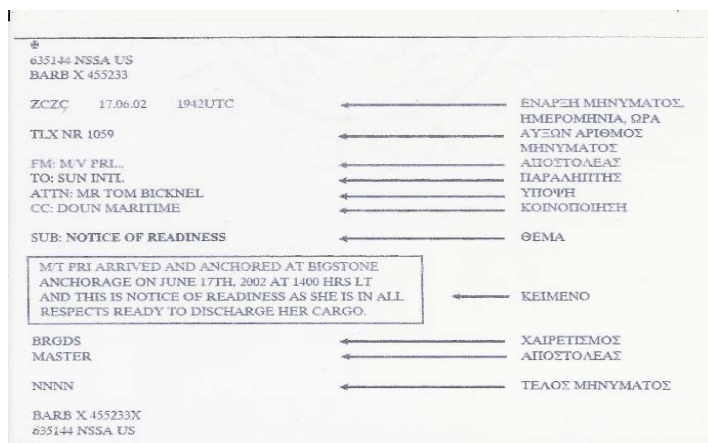 635144 NSSA US
BARB X 455233
ZCZC 17.06.02 1942UTC
ΕΝΑΡΞΗ ΜΗΝΥΜΑΤΟΣ,
ΗΜΕΡΟΜΗΝΙΑ, ΩΡΑ
TLX NR 1059
ΑΥΞΩΝ ΑΡΙΘΜΟΣ
ΜΗΝΥΜΑΤΟΣ
FM: M/V PRI...
ΑΠΟΣΤΟΛΕΑΣ
TO: SUN INTL
ΠΑΡΑΛΗΠΤΗΣ
ATTN: MR TOM BICKNEL
ΥΠΟΨΗ
CC: DOUN MARITIME
ΚΟΙΝΟΠΟΙΗΣΗ
SUB: NOTICE OF READINESS
ΘΕΜΑ
M/T PRI ARRIVED AND ANCHORED AT BIGSTONE
ANCHORAGE ON JUNE 17TH, 2002 AT 1400 HRS LT
AND THIS IS NOTICE OF READINESS AS SHE IS IN ALL
RESPECTS READY TO DISCHARGE HER CARGO.
ΚΕΙΜΕΝΟ
BRGDS
ΧΑΙΡΕΤΙΣΜΟΣ
MASTER
ΑΠΟΣΤΟΛΕΑΣ
NNNN
ΤΕΛΟΣ ΜΗΝΥΜΑΤΟΣ
BARB X 455233X
635144 NSSA US